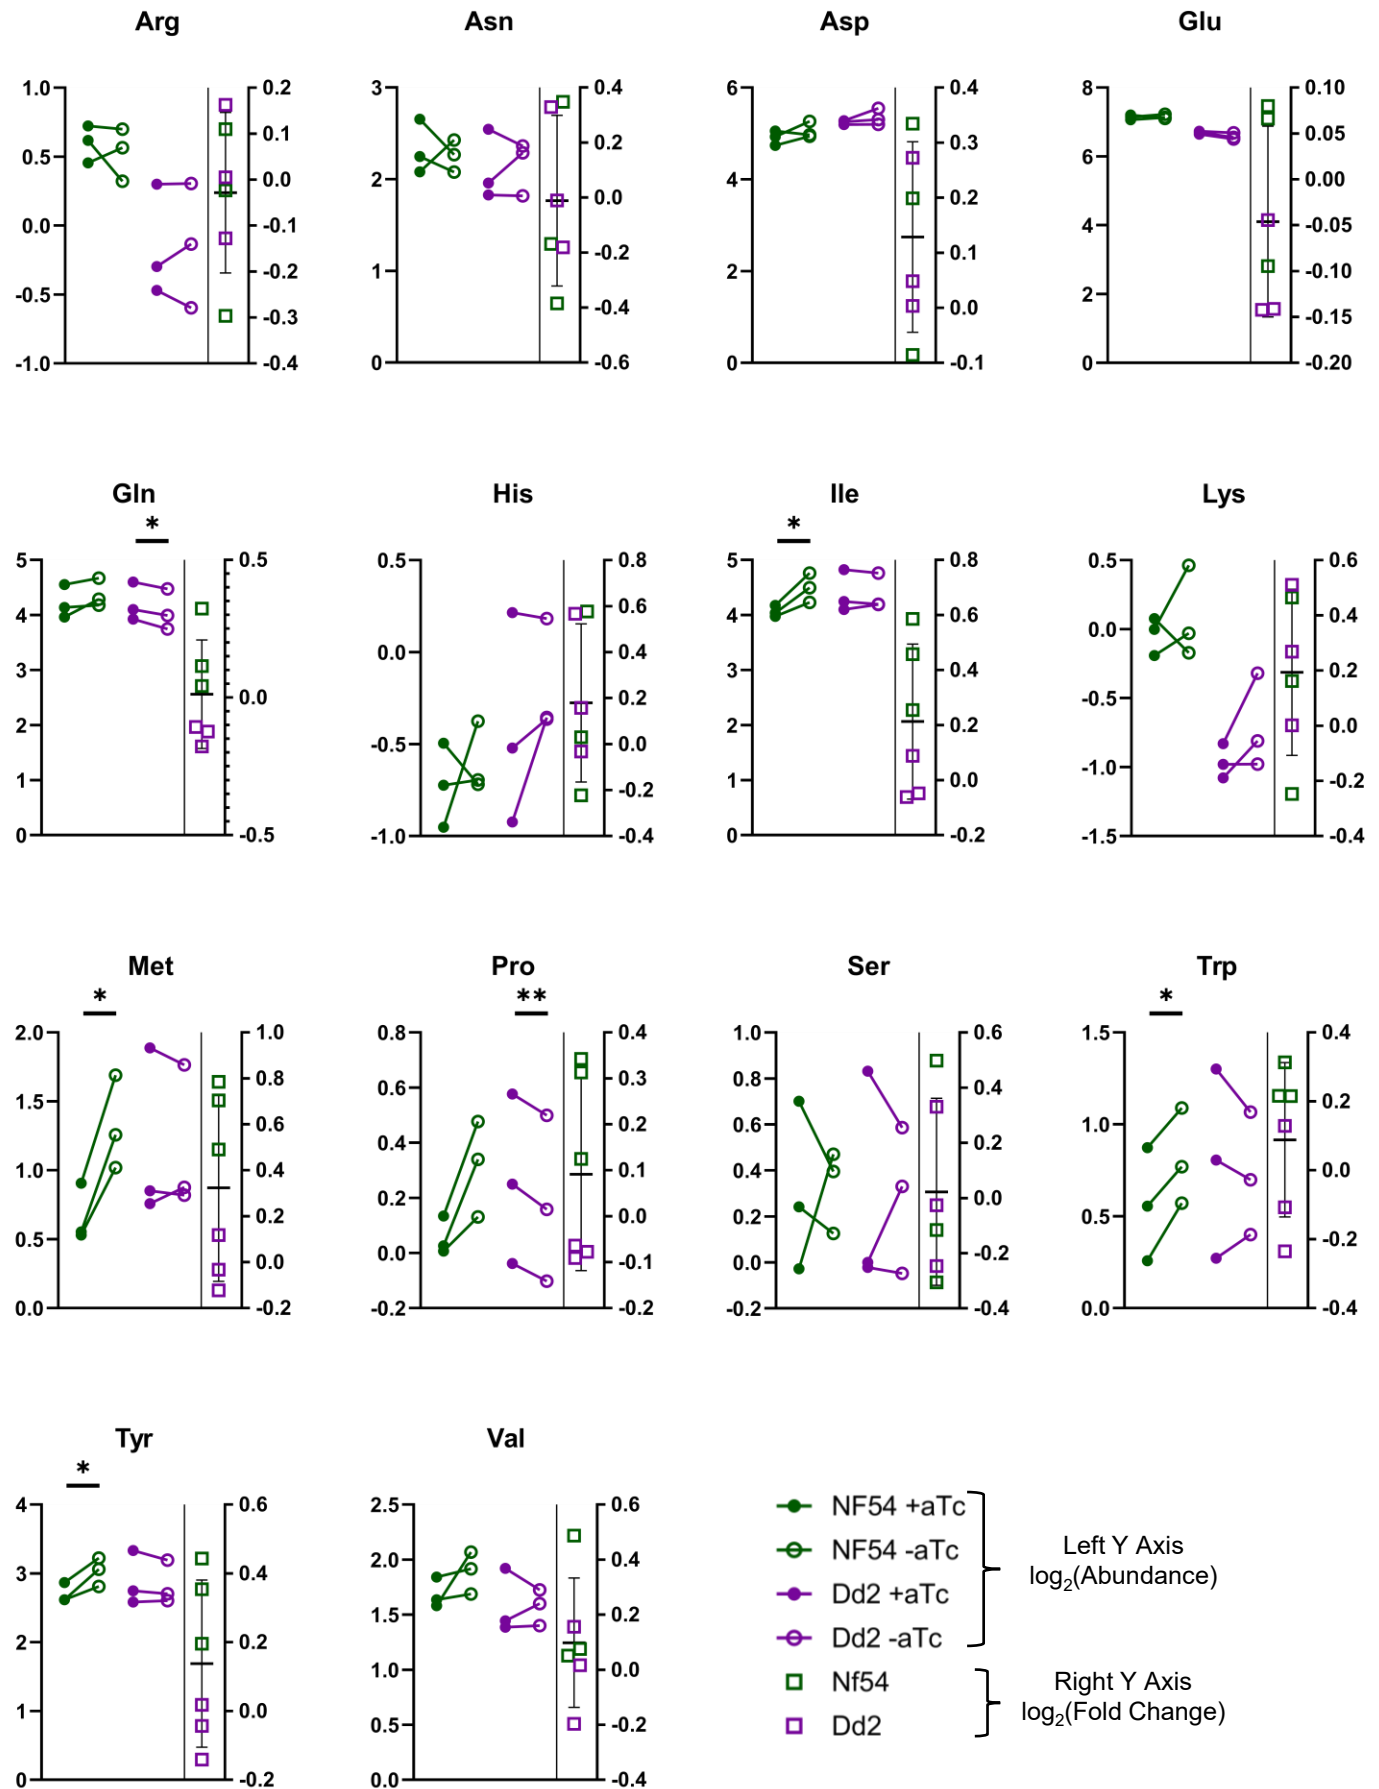 Arg Asn Asp Glu
1.0 0.5 0.0 -0.5 -1.0
0.2 0.1 0.0 -0.1 -0.2 -0.3 -0.4
3 2 1 0
0.4 0.2 0.0 -0.2 -0.4 -0.6
6 4 2 0
0.4 0.3 0.2 0.1 0.0 -0.1
8 6 4 2 0
0.10 0.05 0.00 -0.05 -0.10 -0.15 -0.20
Gln His Ile Lys
* *
5 4 3 2 1 0
0.5 0.0 -0.5
0.5 0.0 -0.5 -1.0
0.8 0.6 0.4 0.2 0.0 -0.2 -0.4
5 4 3 2 1 0
0.8 0.6 0.4 0.2 0.0 -0.2
0.5 0.0 -0.5 -1.0 -1.5
0.6 0.4 0.2 0.0 -0.2 -0.4
Met Pro Ser Trp
* ** *
2.0 1.5 1.0 0.5 0.0
1.0 0.8 0.6 0.4 0.2 0.0 -0.2
0.8 0.6 0.4 0.2 0.0 -0.2
0.4 0.3 0.2 0.1 0.0 -0.1 -0.2
1.0 0.8 0.6 0.4 0.2 0.0 -0.2
0.6 0.4 0.2 0.0 -0.2 -0.4
1.5 1.0 0.5 0.0
0.4 0.2 0.0 -0.2 -0.4
Tyr Val
*
4 3 2 1 0
0.6 0.4 0.2 0.0 -0.2
2.5 2.0 1.5 1.0 0.5 0.0
0.6 0.4 0.2 0.0 -0.2 -0.4
NF54 +aTc
NF54 -aTc
Dd2 +aTc
Dd2 -aTc
Left Y Axis
log₂(Abundance)
Nf54
Dd2
Right Y Axis
log₂(Fold Change)